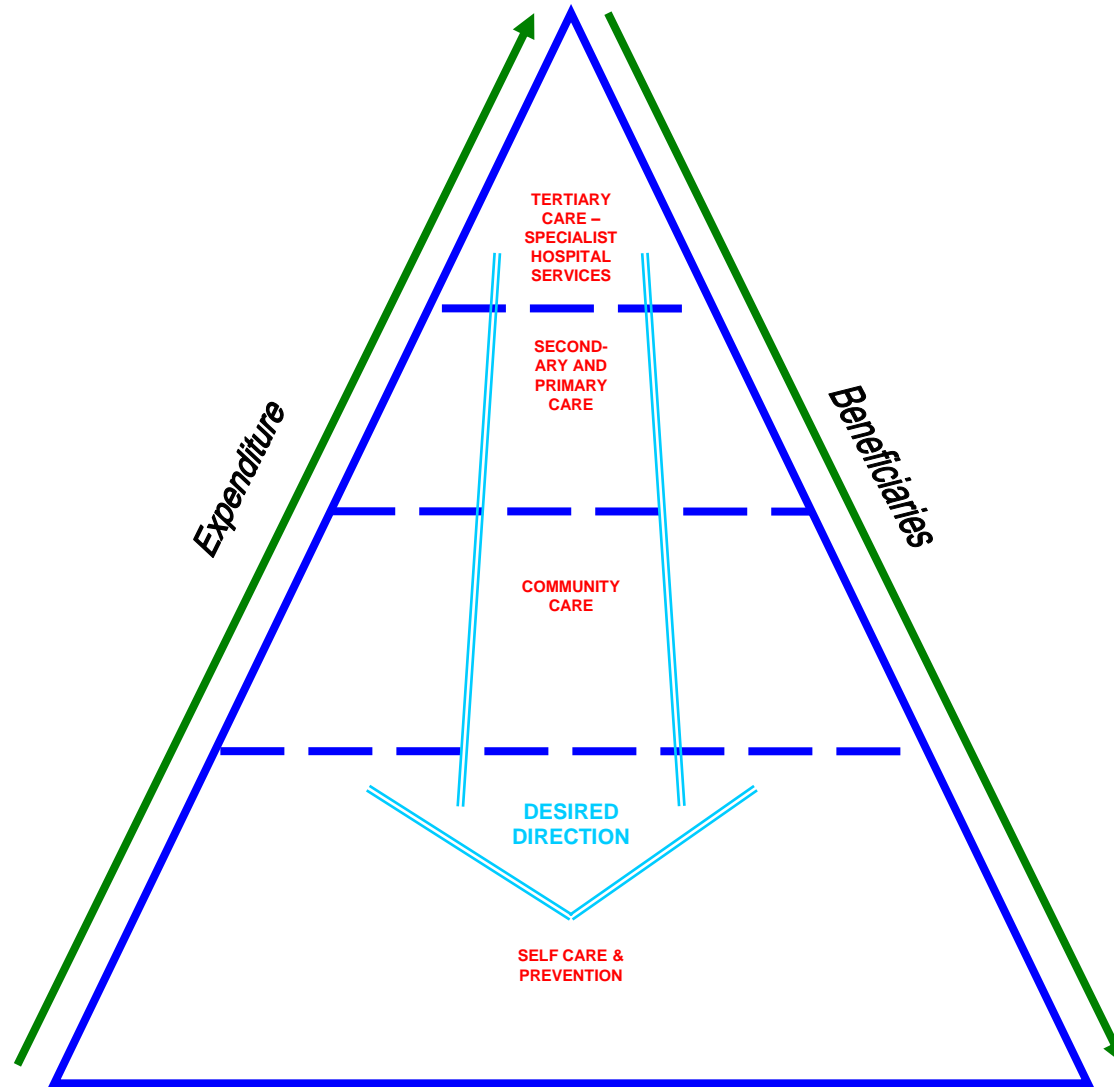 TERTIARY
CARE –
SPECIALIST
HOSPITAL
SERVICES
SECOND-
ARY AND
PRIMARY
CARE
Expenditure
Beneficiaries
COMMUNITY
CARE
DESIRED
DIRECTION
SELF CARE &
PREVENTION